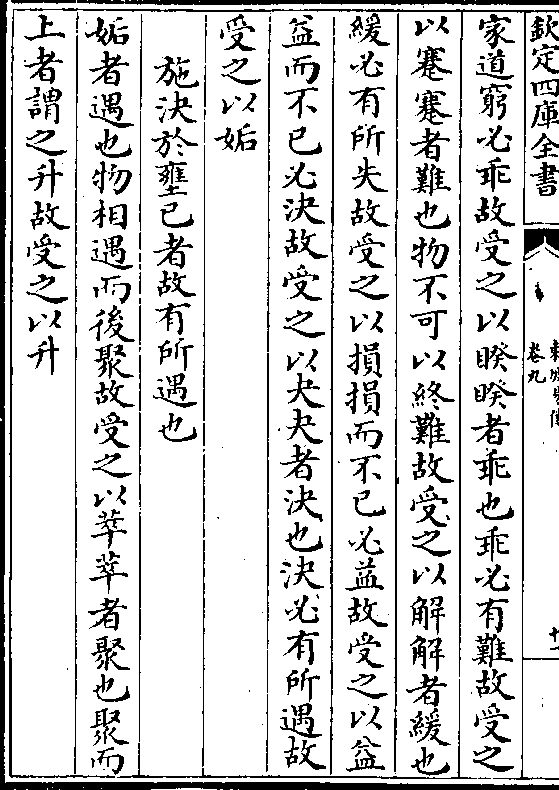 欽定四庫全書
卷九
家道窮必乖故受之以睽睽者乖也乖必有難故受之
以蹇蹇者難也物不可以終難故受之以解解者緩也
緩必有所失故受之以損損而不已必益故受之以益
益而不已必決故受之以夬夬者決也決必有所遇故
受之以姤
施決於壅已者故有所遇也
姤者遇也物相遇而後聚故受之以萃萃者聚也聚而
上者謂之升故受之以升